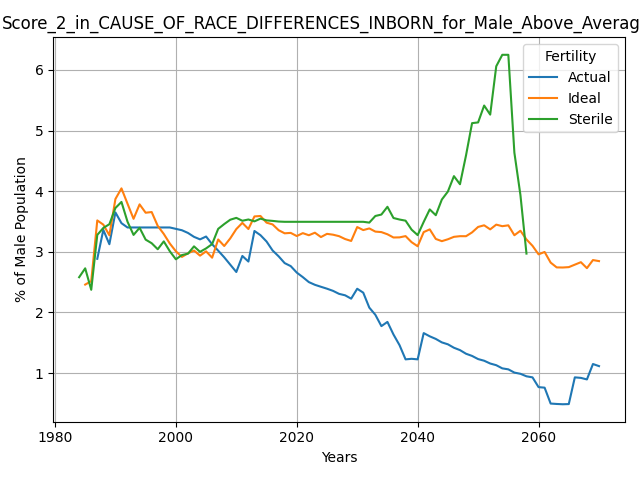 Score_2_in_CAUSE_OF_RACE_DIFFERENCES_INBORN_for_Male_Above_Averag
Fertility
Actual
Ideal
Sterile
% of Male Population
6
5
4
3
2
1
1980
2000
2020
2040
2060
Years